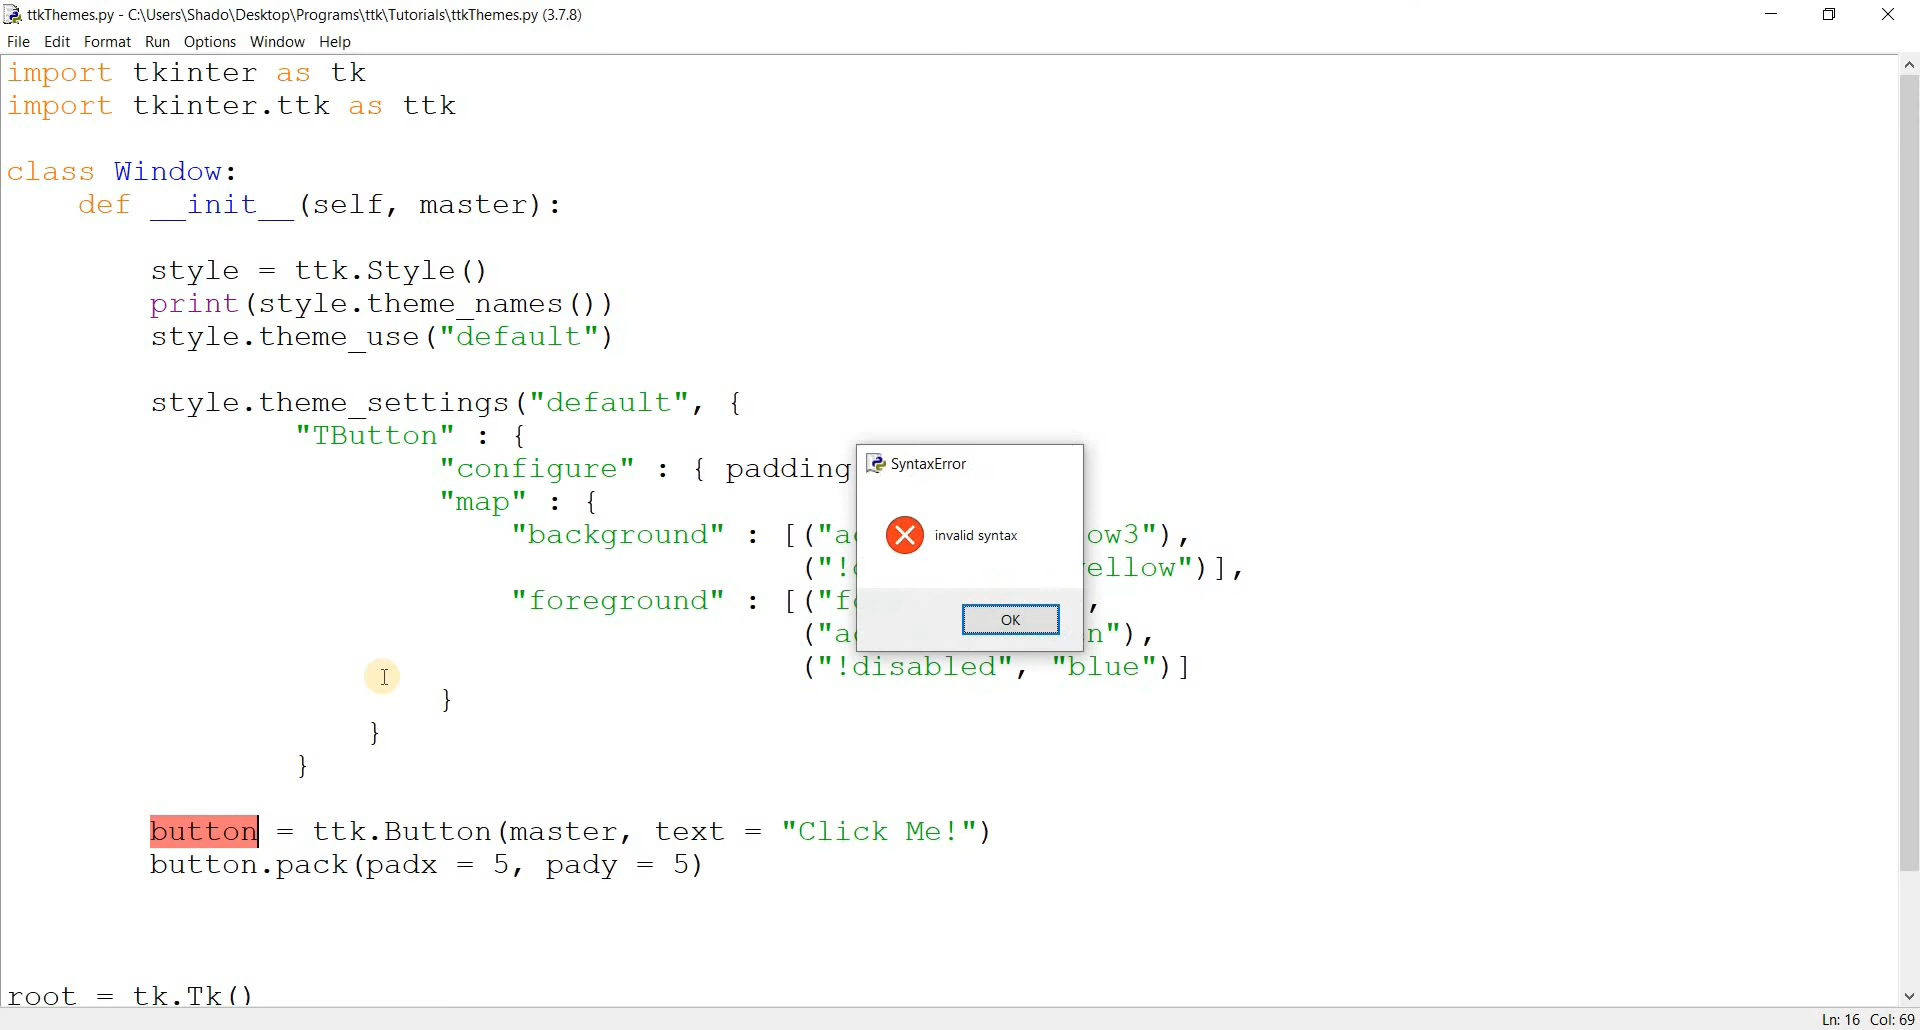 ttkThemes.py - C:\Users\Shado\Desktop\Programs\ttk\Tutorials\ttkThemes.py (3.7.8)
File Edit Format Run Options Window Help
import tkinter as tk
import tkinter.ttk as ttk
class Window:
def __init__(self, master):
style = ttk.Style()
print(style.theme_names())
style.theme_use("default")
style.theme_settings("default", {
"TButton" : {
"configure" : { padding
SyntaxError
"map" : {
"background" : [("a ow3"),
invalid syntax
("! ellow")],
"foreground" : [("f ,
OK
("a n"),
("!disabled", "blue")]
}
}
}
button = ttk.Button(master, text = "Click Me!")
button.pack(padx = 5, pady = 5)
root = tk.Tk()
Ln: 16 Col: 69